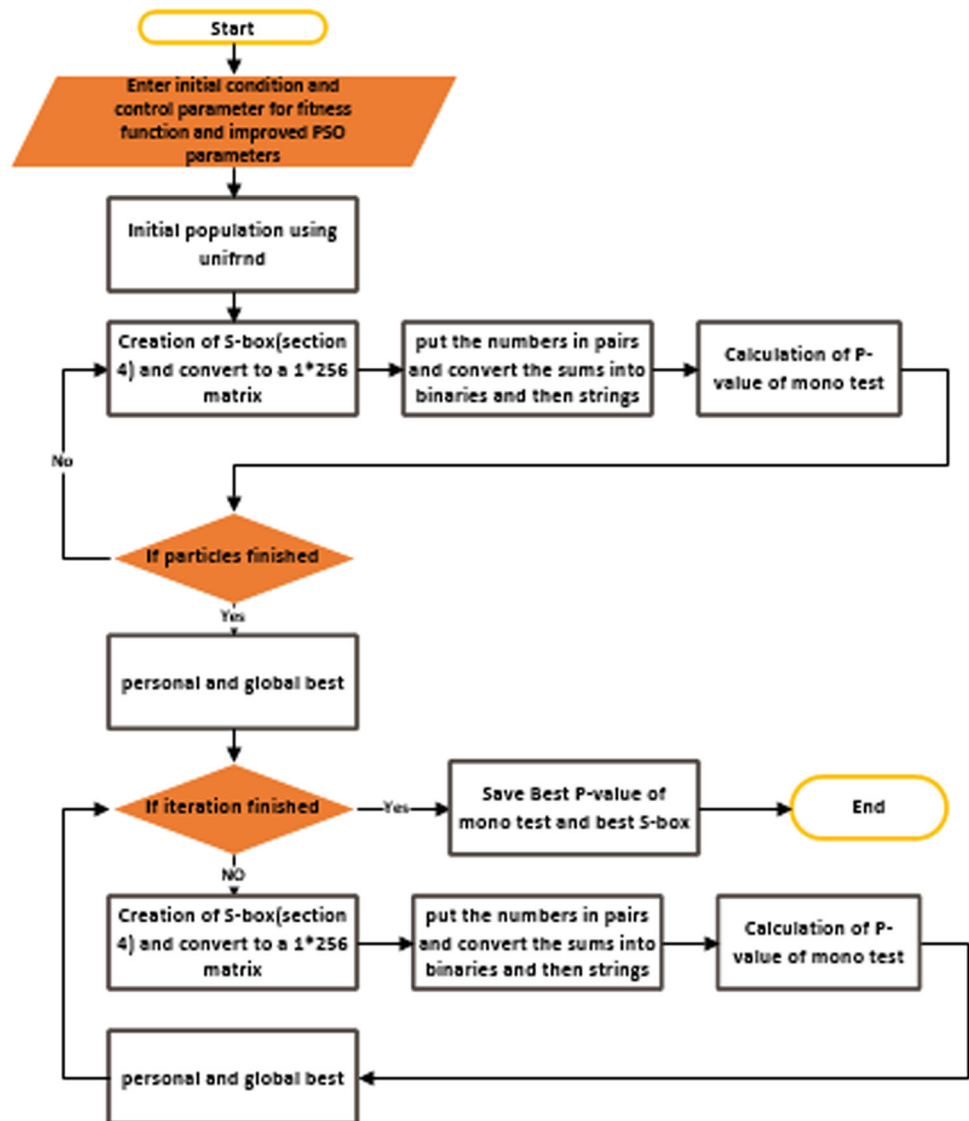 Start
Enter initial condition and
control parameter for fitness
function and improved PSO
parameters
Initial population using
unifrnd
Creation of S-box(section
4) and convert to a 1*256
matrix
put the numbers in pairs
and convert the sums into
binaries and then strings
Calculation of P-
value of mono test
No
If particles finished
Yes
personal and global best
If iteration finished
Yes
Save Best P-value of
mono test and best S-box
End
NO
Creation of S-box(section
4) and convert to a 1*256
matrix
put the numbers in pairs
and convert the sums into
binaries and then strings
Calculation of P-
value of mono test
personal and global best